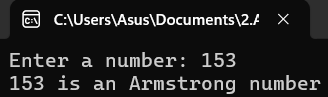 C:\Users\Asus\Documents\2.A
Enter a number: 153
153 is an Armstrong number